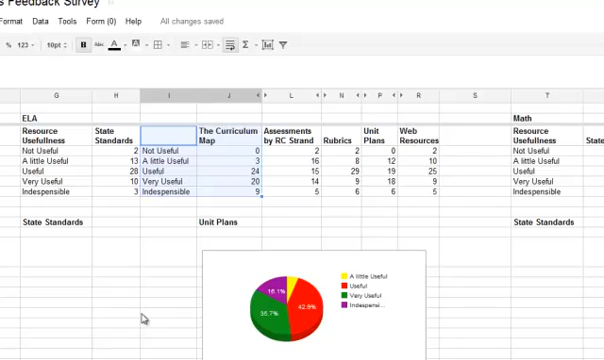 s Feedback Survey
Format Data Tools Form (0) Help All changes saved
% 123 10pt B Abc A A
G H I J L N P R S T
ELA Math
Resource Usefullness State Standards The Curriculum Map Assessments by RC Strand Rubrics Unit Plans Web Resources Resource Usefullness State
Not Useful 2 Not Useful 0 2 2 0 2 Not Useful
A little Useful 13 A little Useful 3 16 8 12 10 A little Useful
Useful 28 Useful 24 15 29 19 25 Useful
Very Useful 10 Very Useful 20 14 9 18 9 Very Useful
Indespensible 3 Indespensible 9 5 6 6 5 Indespensible
State Standards Unit Plans State Standards
A little Useful
Useful
Very Useful
Indespensi...
16.1%
42.9%
35.7%